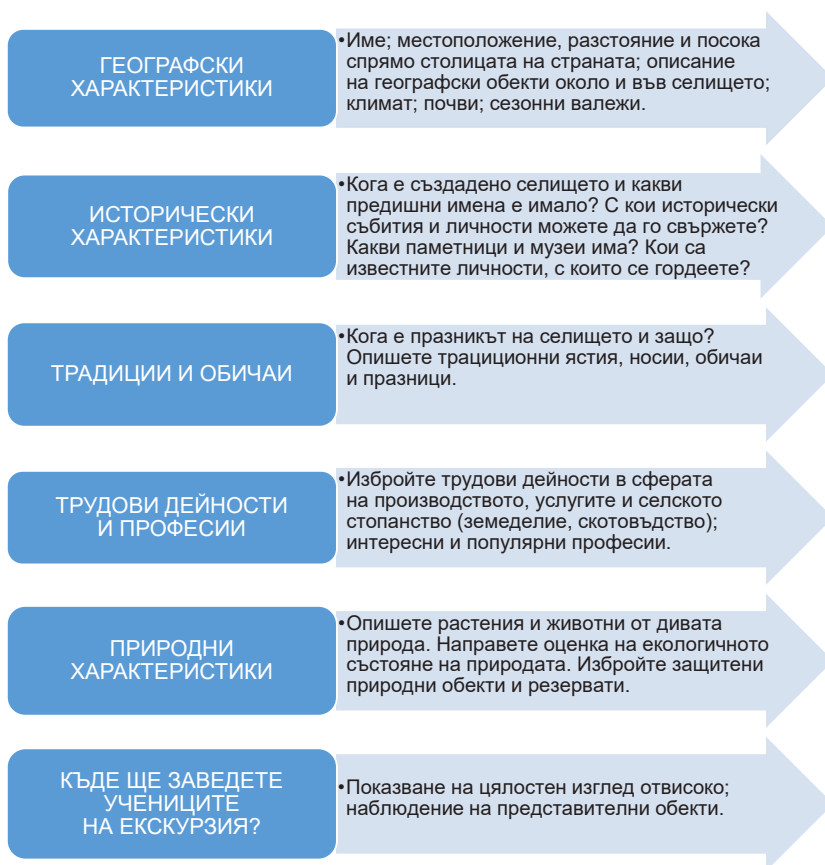 ГЕОГРАФСКИ
ХАРАКТЕРИСТИКИ
•Име; местоположение, разстояние и посока
спрямо столицата на страната; описание
на географски обекти около и във селището;
климат; почви; сезонни валежи.
ИСТОРИЧЕСКИ
ХАРАКТЕРИСТИКИ
•Кога е създадено селището и какви
предишни имена е имало? С кои исторически
събития и личности можете да го свържете?
Какви паметници и музеи има? Кои са
известните личности, с които се гордеете?
ТРАДИЦИИ И ОБИЧАИ
•Кога е празникът на селището и защо?
Опишете трациционни ястия, носии, обичаи
и празници.
ТРУДОВИ ДЕЙНОСТИ
И ПРОФЕСИИ
•Избройте трудови дейности в сферата
на производството, услугите и селското
стопанство (земеделие, скотовъдство);
интересни и популярни професии.
ПРИРОДНИ
ХАРАКТЕРИСТИКИ
•Опишете растения и животни от дивата
природа. Направете оценка на екологичното
състояне на природата. Избройте защитени
природни обекти и резервати.
КЪДЕ ЩЕ ЗАВЕДЕТЕ
УЧЕНИЦИТЕ
НА ЕКСКУРЗИЯ?
•Показване на цялостен изглед отвисоко;
наблюдение на представителни обекти.